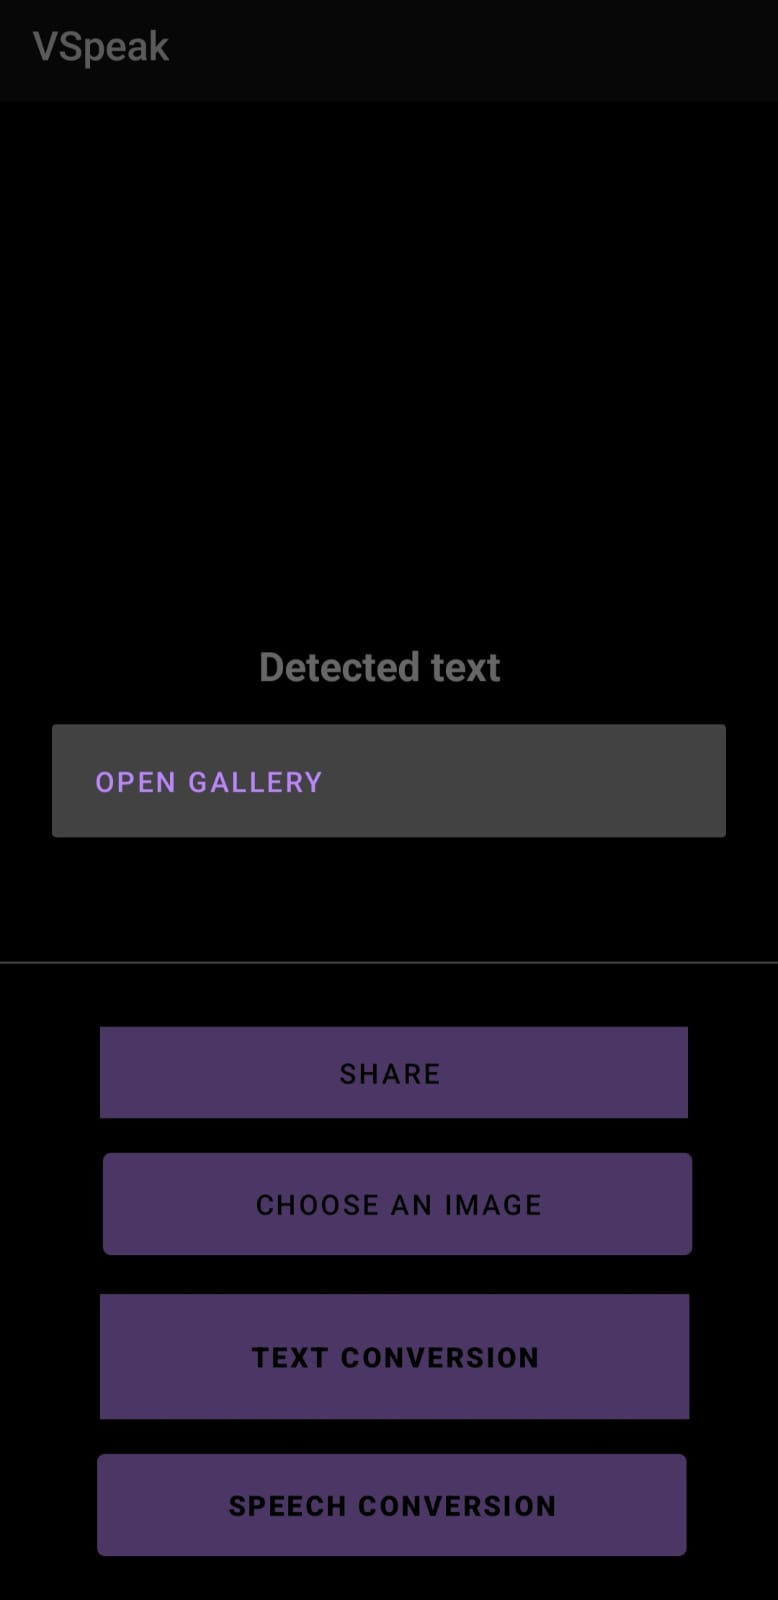 VSpeak
Detected text
OPEN GALLERY
SHARE
CHOOSE AN IMAGE
TEXT CONVERSION
SPEECH CONVERSION